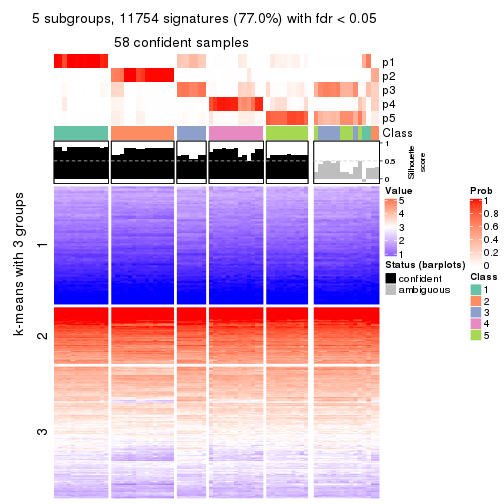 5 subgroups, 11754 signatures (77.0%) with fdr < 0.05
58 confident samples
p1
p2
p3
p4
p5
Class
1
0.5
0
Silhouette
score
k-means with 3 groups
1
2
3
Value
5
4
3
2
1
Status (barplots)
confident
ambiguous
Prob
1
0.8
0.6
0.4
0.2
0
Class
1
2
3
4
5